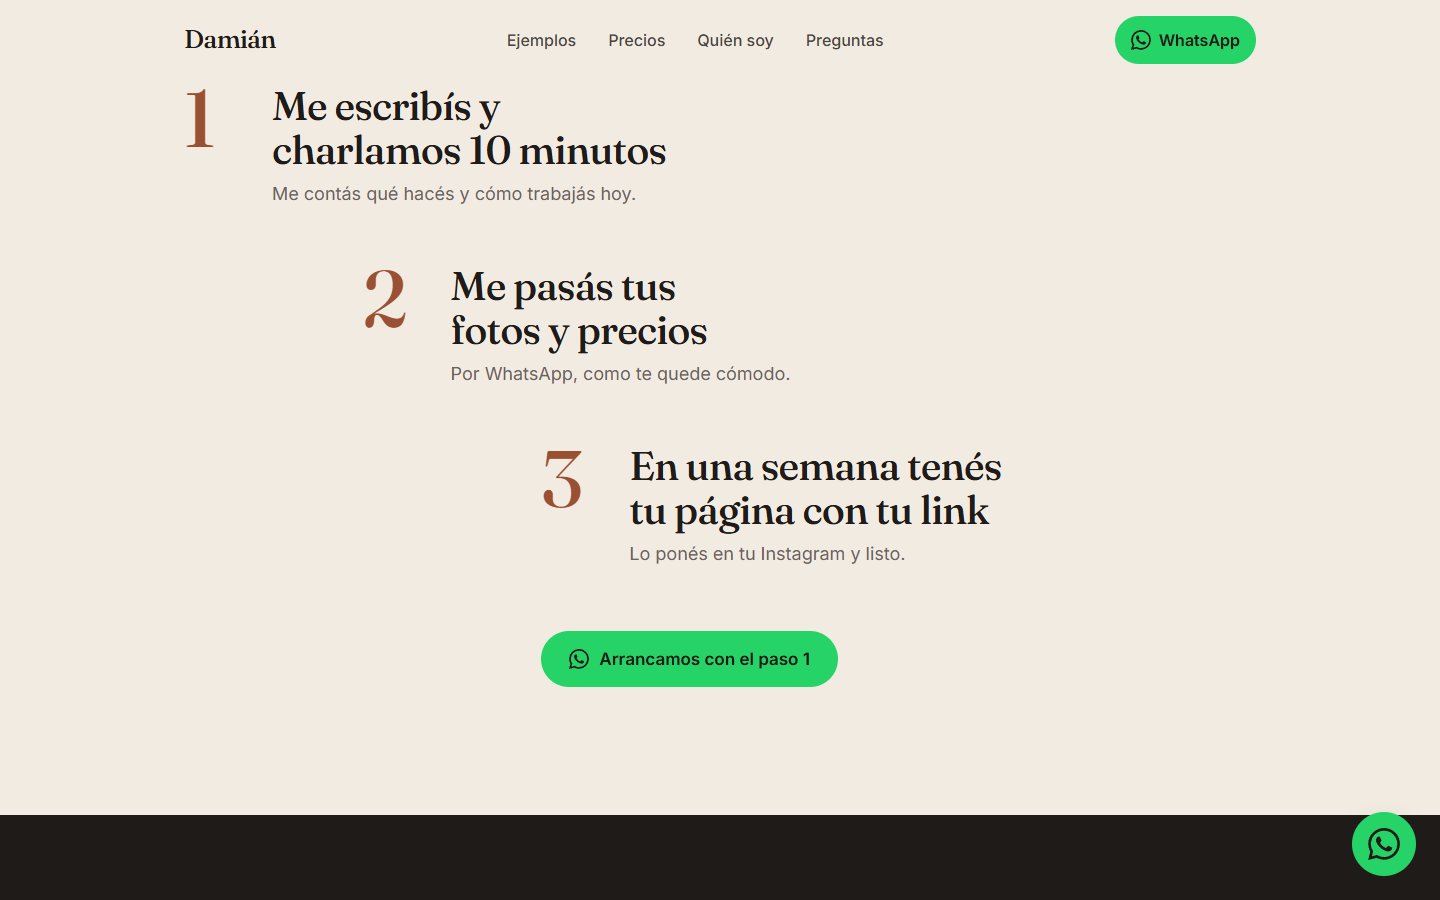 Damián
Ejemplos
Precios
Quién soy
Preguntas
WhatsApp
1
Me escribís y
charlamos 10 minutos
Me contás qué hacés y cómo trabajás hoy.
2
Me pasás tus
fotos y precios
Por WhatsApp, como te quede cómodo.
3
En una semana tenés
tu página con tu link
Lo ponés en tu Instagram y listo.
Arrancamos con el paso 1